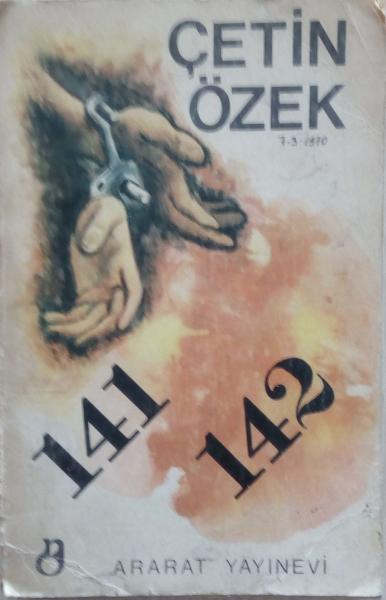 ÇETİN
ÖZEK
7-3-1970
141
142
ARARAT YAYINEVİ